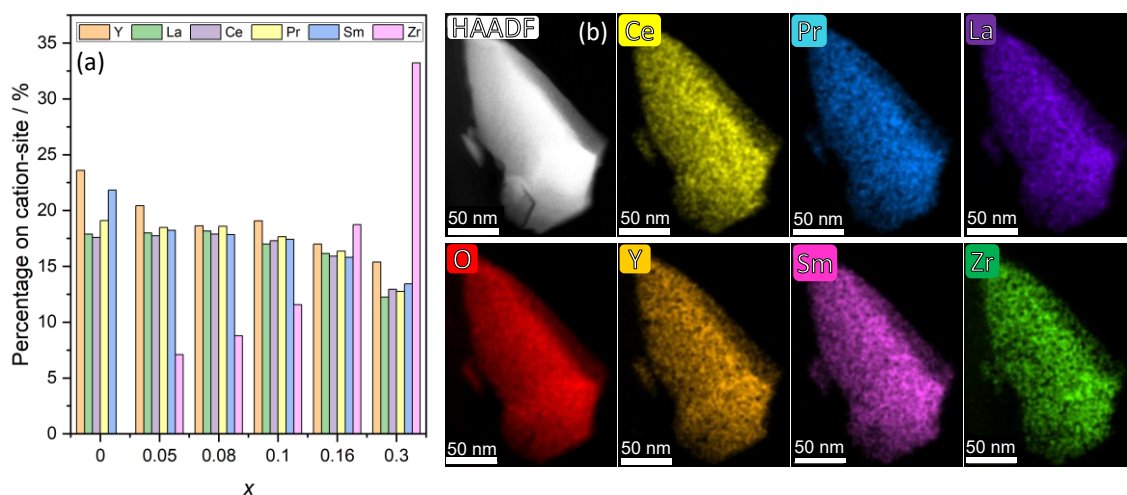 35
30
25
20
15
10
5
0
Percentage on cation-site / %
Y La Ce Pr Sm Zr
(a)
0 0.05 0.08 0.1 0.16 0.3
x
HAADF (b)
50 nm
Ce
50 nm
Pr
50 nm
La
50 nm
O
50 nm
Y
50 nm
Sm
50 nm
Zr
50 nm